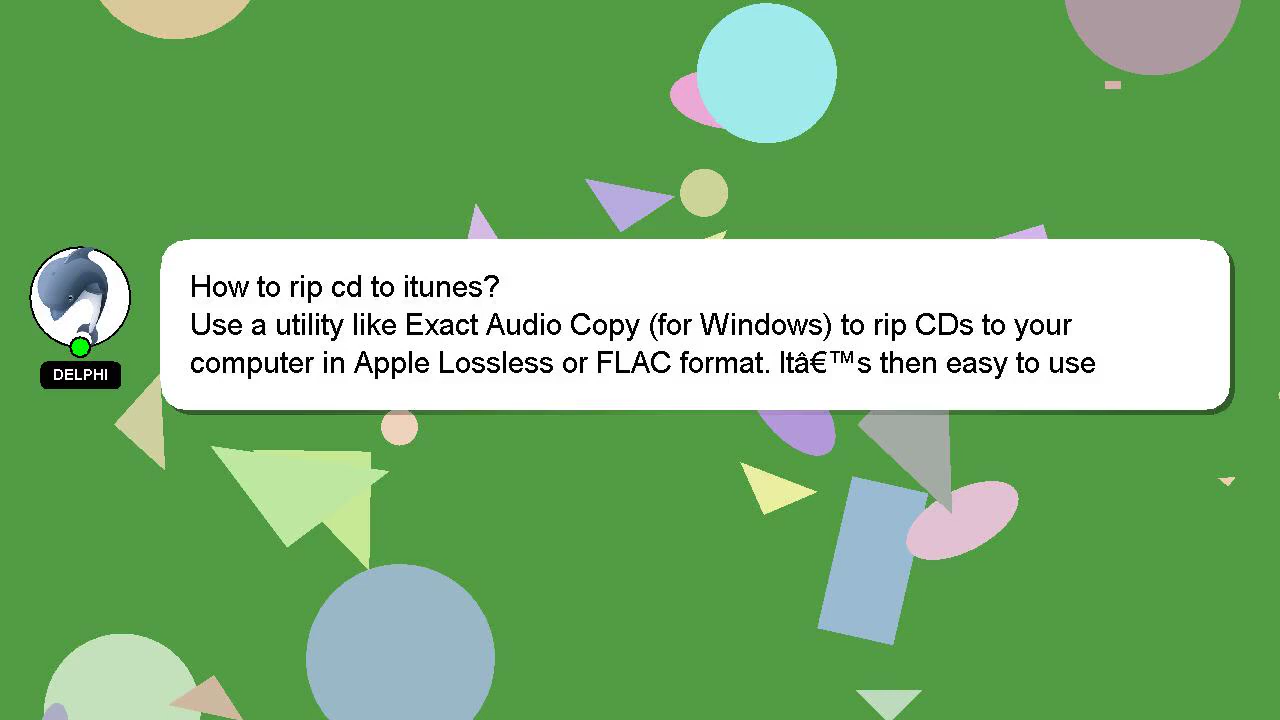 How to rip cd to itunes?
Use a utility like Exact Audio Copy (for Windows) to rip CDs to your
computer in Apple Lossless or FLAC format. Itâ€™s then easy to use
DELPHI